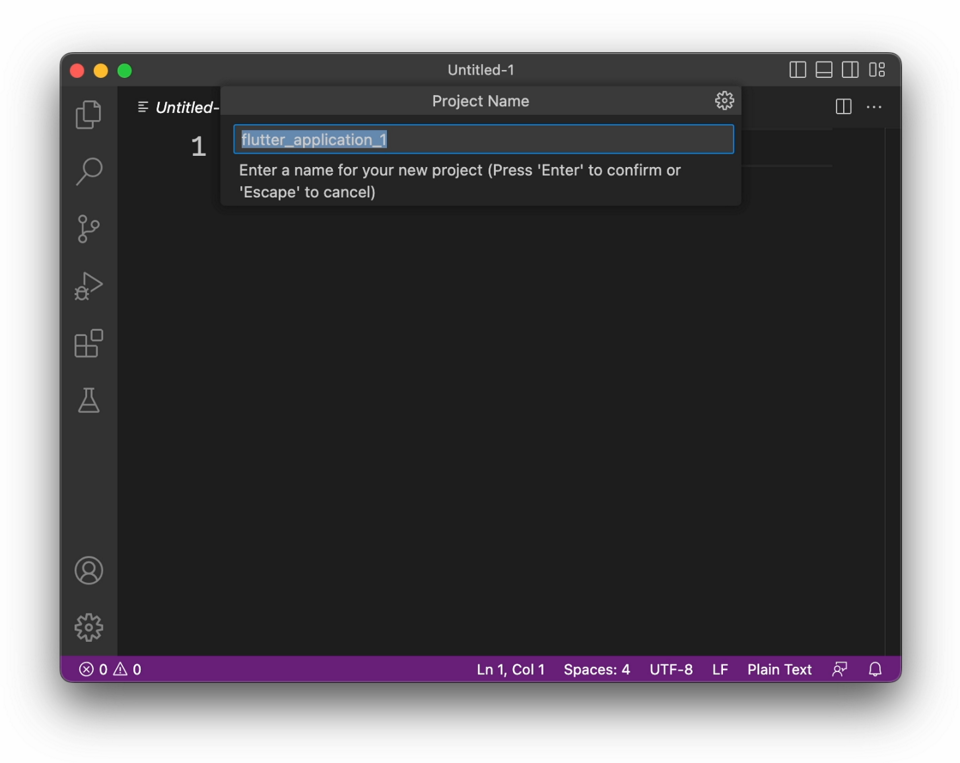 Untitled-1
Project Name
Untitled-
1
flutter_application_1
Enter a name for your new project (Press 'Enter' to confirm or
'Escape' to cancel)
0 0 Ln 1, Col 1 Spaces: 4 UTF-8 LF Plain Text